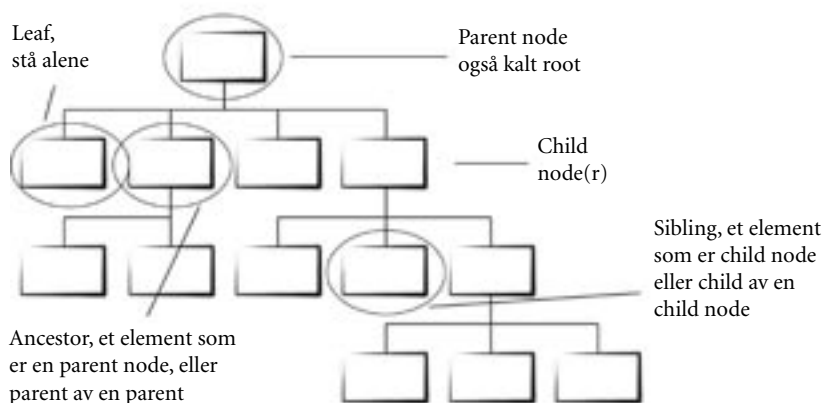 Leaf,
stå alene
Parent node
også kalt root
Child
node(r)
Sibling, et element
som er child node
eller child av en
child node
Ancestor, et element som
er en parent node, eller
parent av en parent